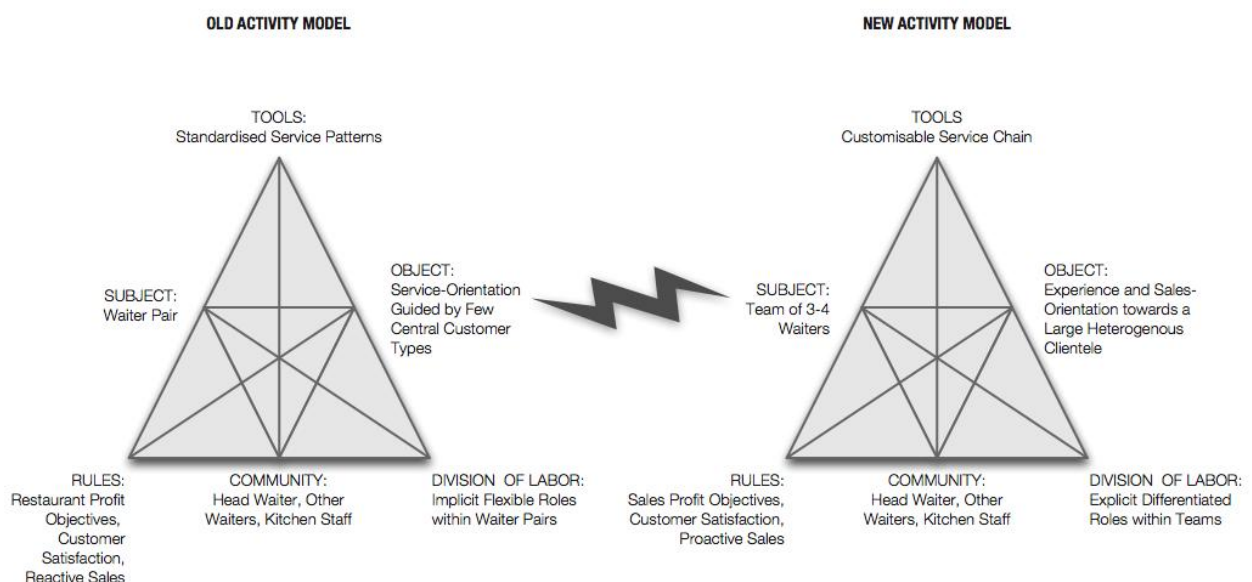 OLD ACTIVITY MODEL
NEW ACTIVITY MODEL
TOOLS:
Standardised Service Patterns
SUBJECT:
Waiter Pair
OBJECT:
Service-Orientation
Guided by Few
Central Customer
Types
RULES:
Restaurant Profit
Objectives,
Customer
Satisfaction,
Reactive Sales
COMMUNITY:
Head Waiter, Other
Waiters, Kitchen Staff
DIVISION OF LABOR:
Implicit Flexible Roles
within Waiter Pairs
TOOLS
Customisable Service Chain
SUBJECT:
Team of 3-4
Waiters
OBJECT:
Experience and Sales-
Orientation towards a
Large Heterogenous
Clientele
RULES:
Sales Profit Objectives,
Customer Satisfaction,
Proactive Sales
COMMUNITY:
Head Waiter, Other
Waiters, Kitchen Staff
DIVISION OF LABOR:
Explicit Differentiated
Roles within Teams